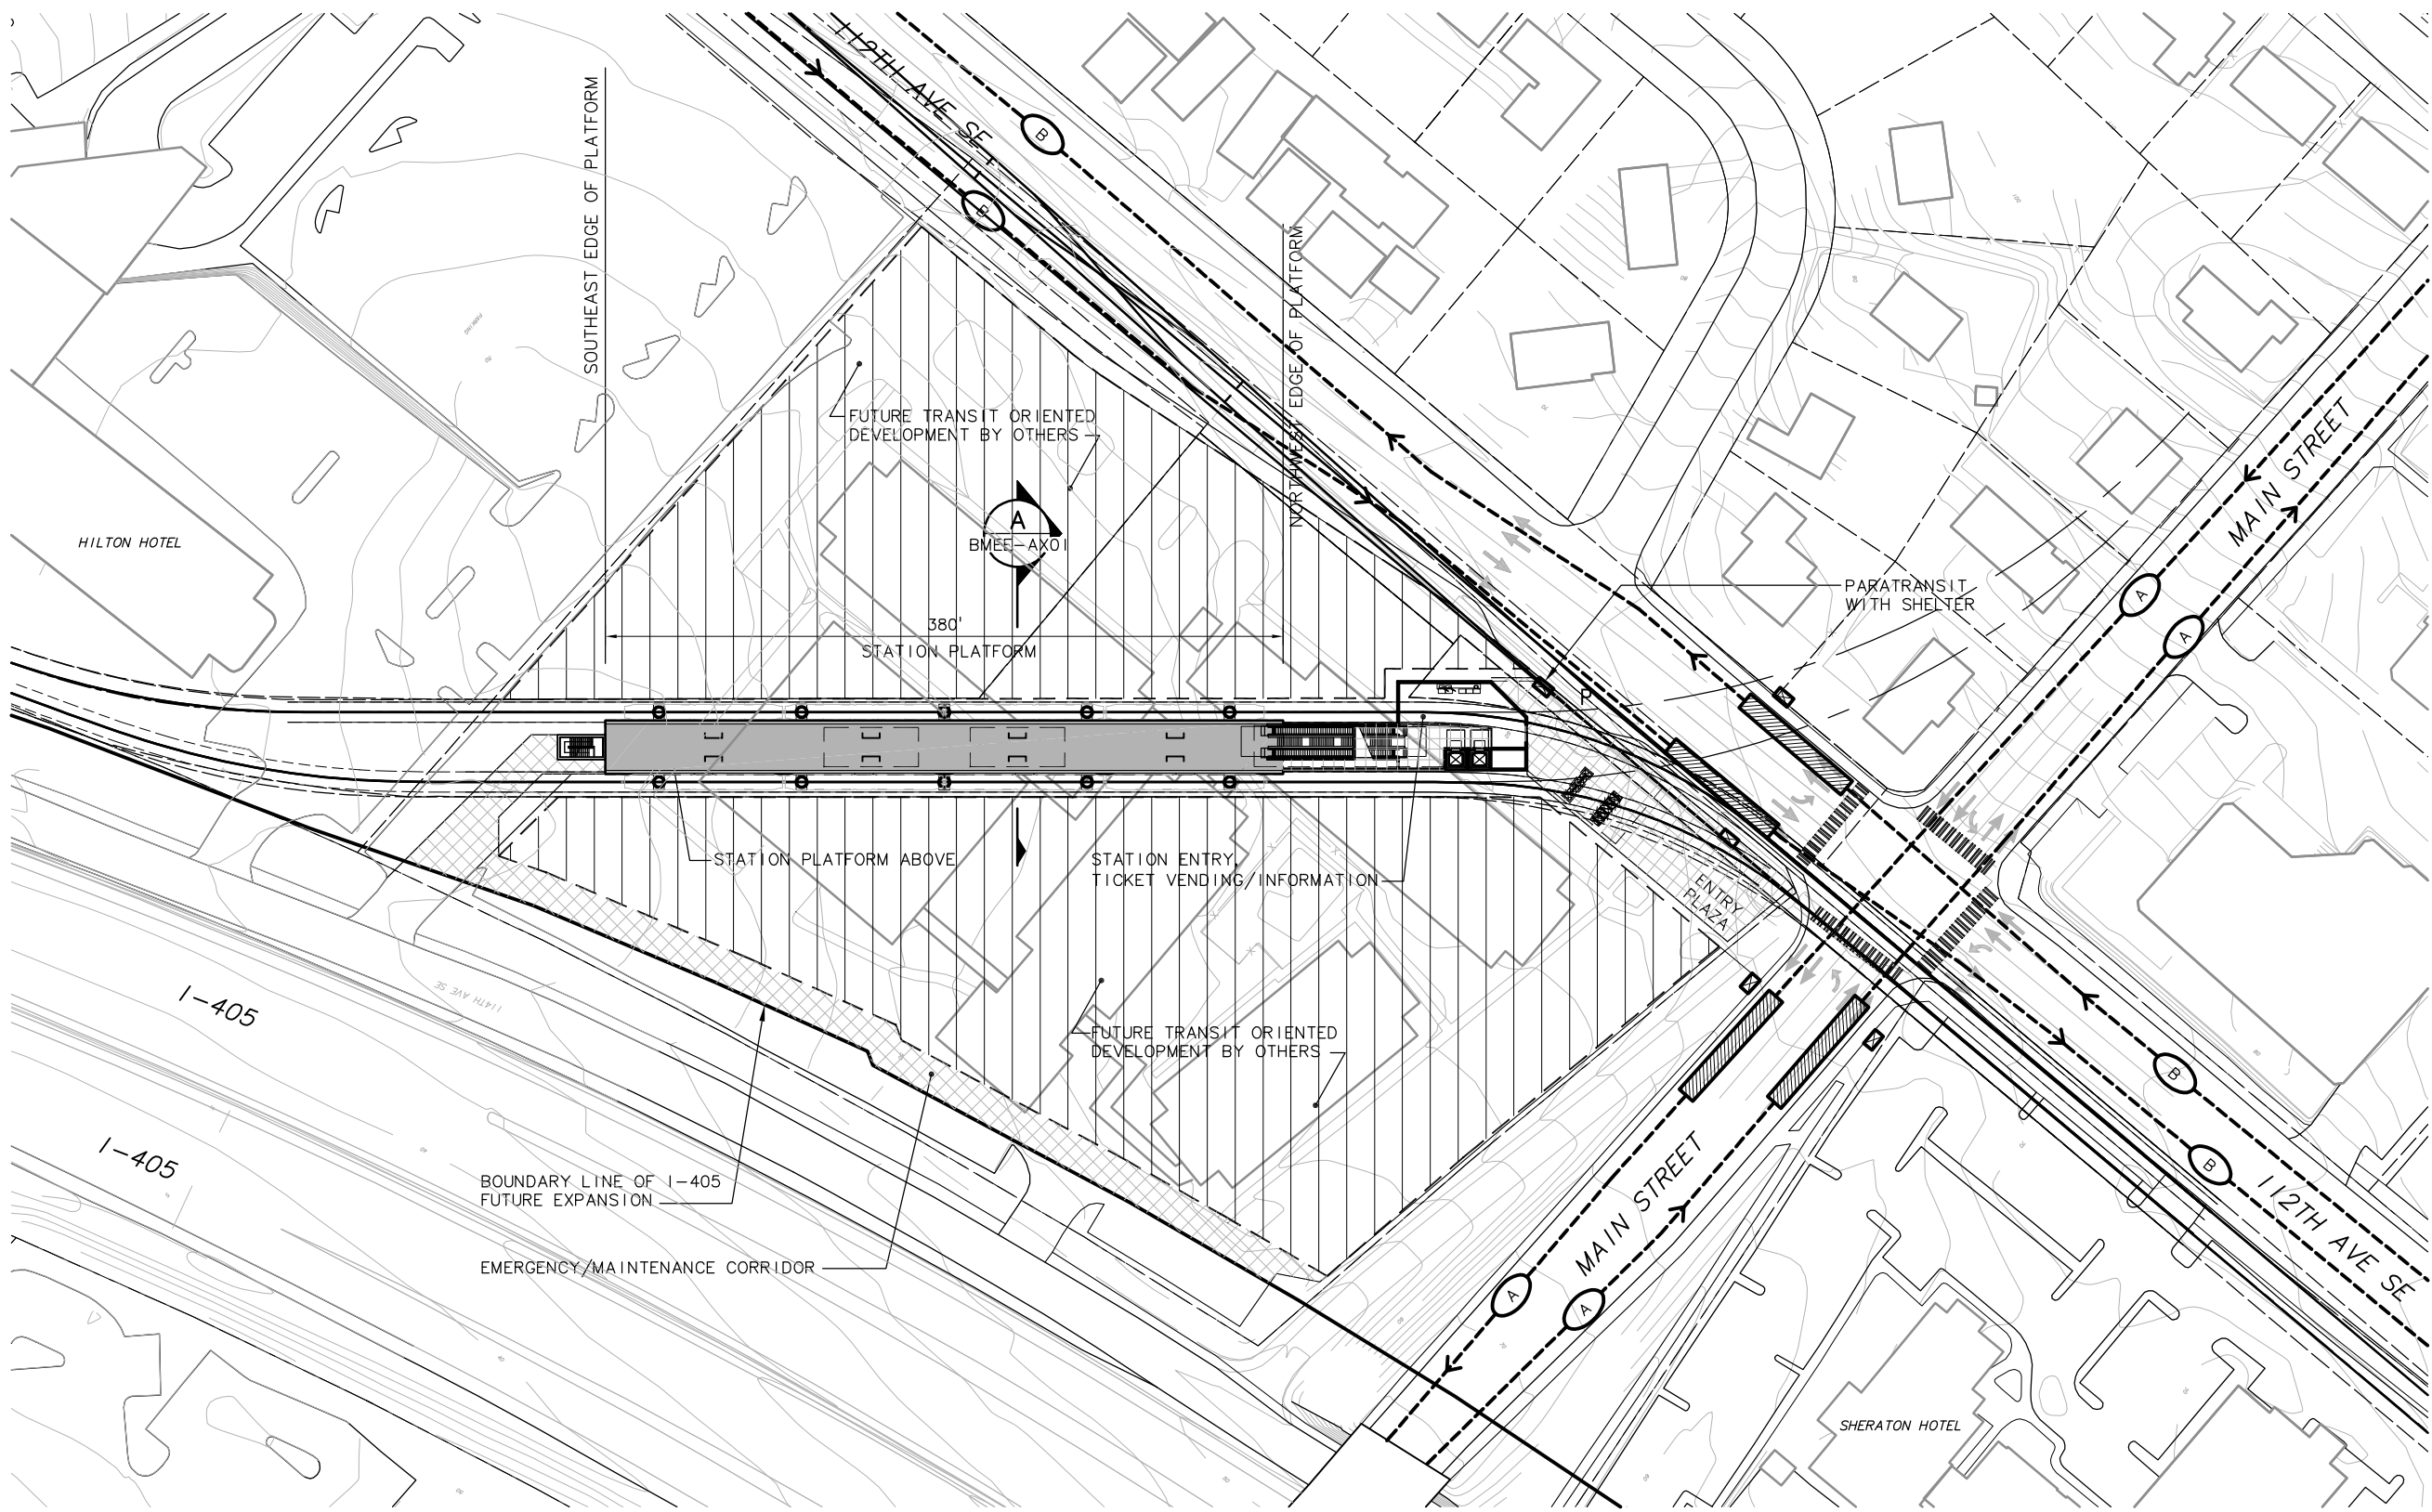 112TH AVE SE
B
B
SOUTHEAST EDGE OF PLATFORM
NORTHWEST EDGE OF PLATFORM
PARKING
FUTURE TRANSIT ORIENTED
DEVELOPMENT BY OTHERS
A
BMEE-AX01
HILTON HOTEL
MAIN STREET
PARATRANSIT
WITH SHELTER
A
A
380'
STATION PLATFORM
P
STATION PLATFORM ABOVE
STATION ENTRY,
TICKET VENDING/INFORMATION
ENTRY
PLAZA
114TH AVE SE
I-405
FUTURE TRANSIT ORIENTED
DEVELOPMENT BY OTHERS
B
B
I-405
BOUNDARY LINE OF I-405
FUTURE EXPANSION
MAIN STREET
112TH AVE SE
EMERGENCY/MAINTENANCE CORRIDOR
A
A
SHERATON HOTEL